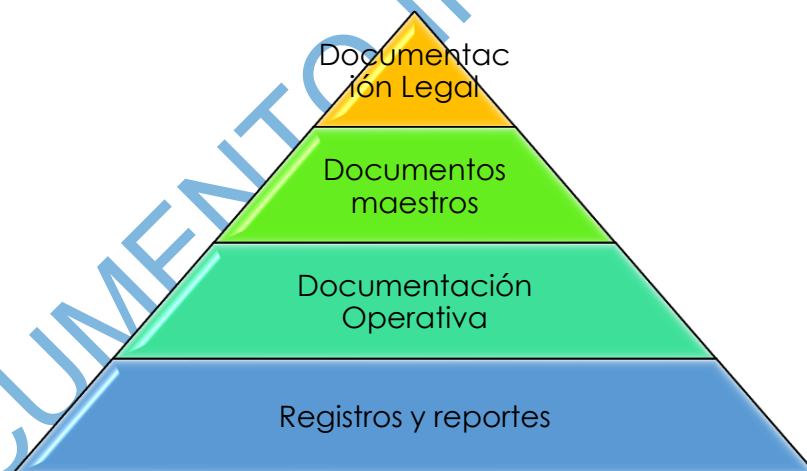 Documentac
ión Legal
Documentos
maestros
Documentación
Operativa
Registros y reportes